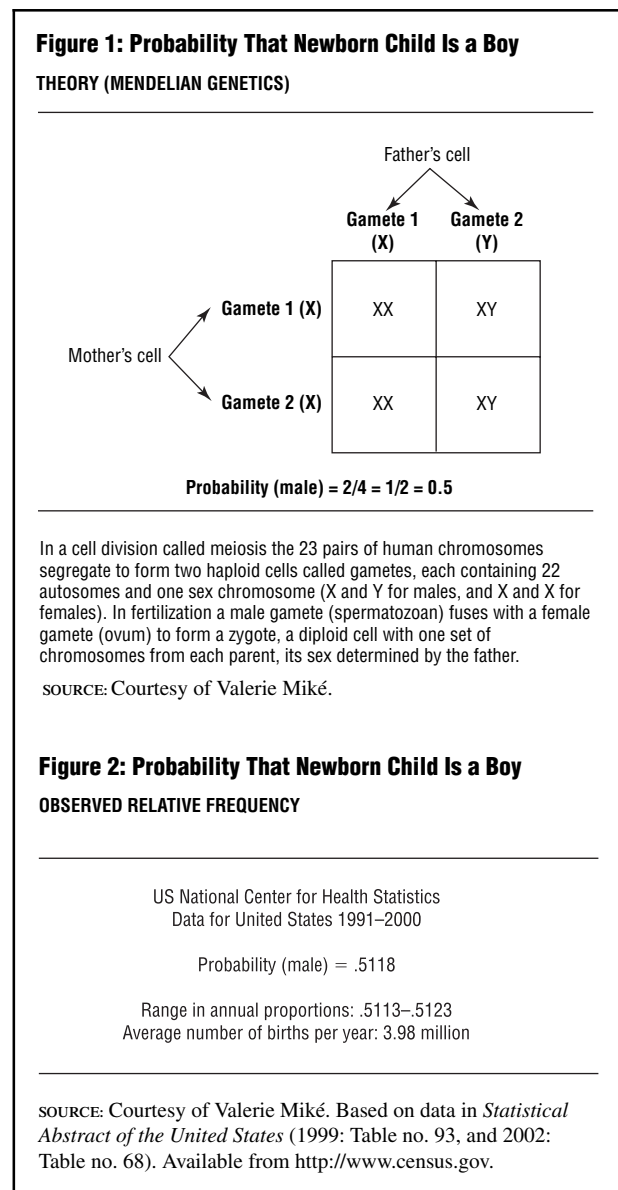 Figure 1: Probability That Newborn Child Is a Boy
THEORY (MENDELIAN GENETICS)
Father's cell
Gamete 1 Gamete 2
(X) (Y)
Gamete 1 (X) XX XY
Mother's cell
Gamete 2 (X) XX XY
Probability (male) = 2/4 = 1/2 = 0.5
In a cell division called meiosis the 23 pairs of human chromosomes
segregate to form two haploid cells called gametes, each containing 22
autosomes and one sex chromosome (X and Y for males, and X and X for
females). In fertilization a male gamete (spermatozoan) fuses with a female
gamete (ovum) to form a zygote, a diploid cell with one set of
chromosomes from each parent, its sex determined by the father.
SOURCE: Courtesy of Valerie Miké.
Figure 2: Probability That Newborn Child Is a Boy
OBSERVED RELATIVE FREQUENCY
US National Center for Health Statistics
Data for United States 1991–2000
Probability (male) = .5118
Range in annual proportions: .5113–.5123
Average number of births per year: 3.98 million
SOURCE: Courtesy of Valerie Miké. Based on data in Statistical
Abstract of the United States (1999: Table no. 93, and 2002:
Table no. 68). Available from http://www.census.gov.